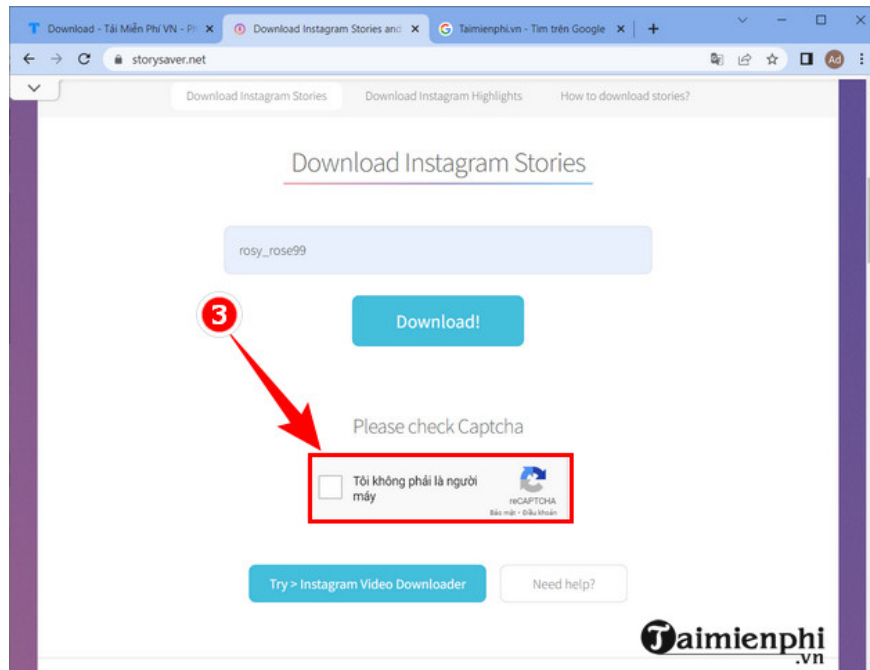 Download - Tải Miễn Phí VN - Ph
Download Instagram Stories and
Taimienphi.vn - Tìm trên Google
storysaver.net
Ad
Download Instagram Stories
Download Instagram Highlights
How to download stories?
Download Instagram Stories
rosy_rose99
3
Download!
Please check Captcha
Tôi không phải là người
máy
reCAPTCHA
Bảo mật - Điều khoản
Try > Instagram Video Downloader
Need help?
Taimienphi
.vn